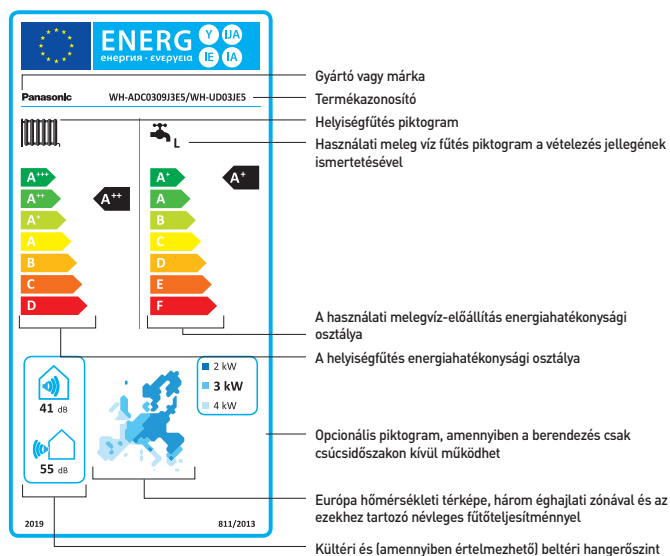 ENERG
енергия · ενεργεια
Y IJA
IE IA
Panasonic
WH-ADC0309J3E5/WH-UD03JE5
L
A+++
A++
A+
A
B
C
D
A++
A+
A
B
C
D
E
F
A+
41 dB
55 dB
2 kW
3 kW
4 kW
2019
811/2013
Gyártó vagy márka
Termékazonosító
Helyiségfűtés piktogram
Használati meleg víz fűtés piktogram a vételezés jellegének
ismertetésével
A használati melegvíz-előállítás energiahatékonysági
osztálya
A helyiségfűtés energiahatékonysági osztálya
Opcionális piktogram, amennyiben a berendezés csak
csúcsidőszakon kívül működhet
Európa hőmérsékleti térképe, három éghajlati zónával és az
ezekhez tartozó névleges fűtőteljesítménnyel
Kültéri és (amennyiben értelmezhető) beltéri hangerőszint